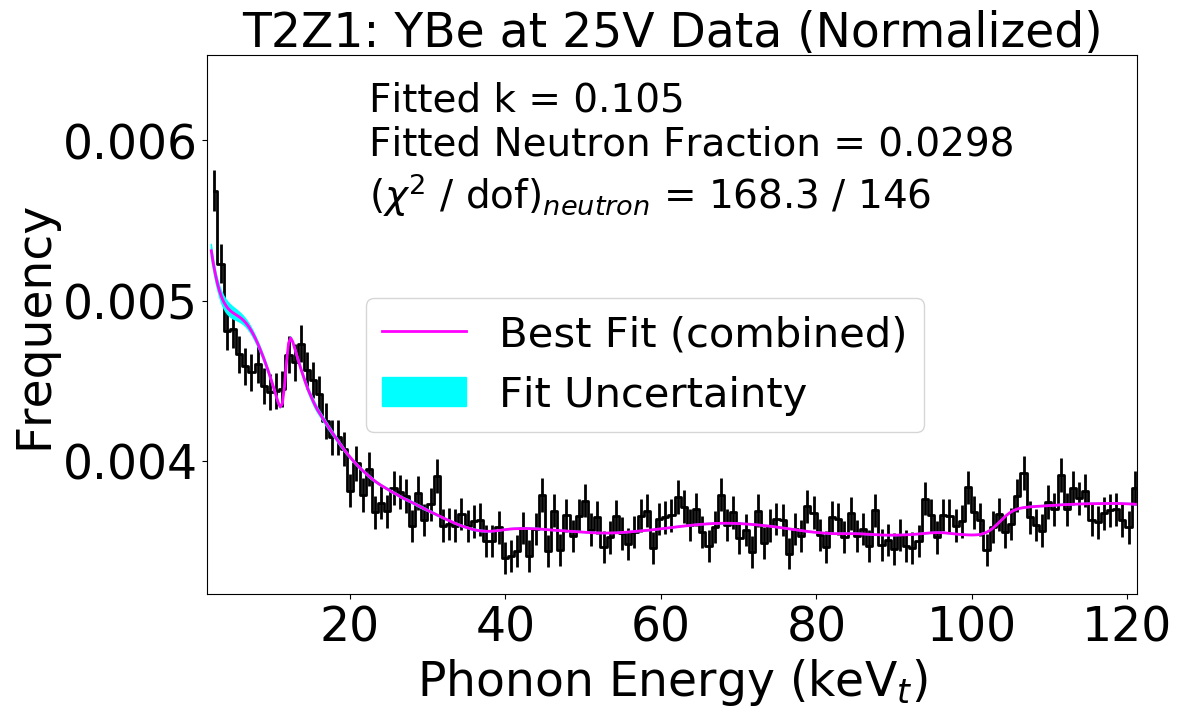 T2Z1: YBe at 25V Data (Normalized)
Fitted k = 0.105
Fitted Neutron Fraction = 0.0298
(χ² / dof)ₙₑᵤₜᵣₒₙ = 168.3 / 146
Best Fit (combined)
Fit Uncertainty
Frequency
0.006
0.005
0.004
20 40 60 80 100 120
Phonon Energy (keVₜ)